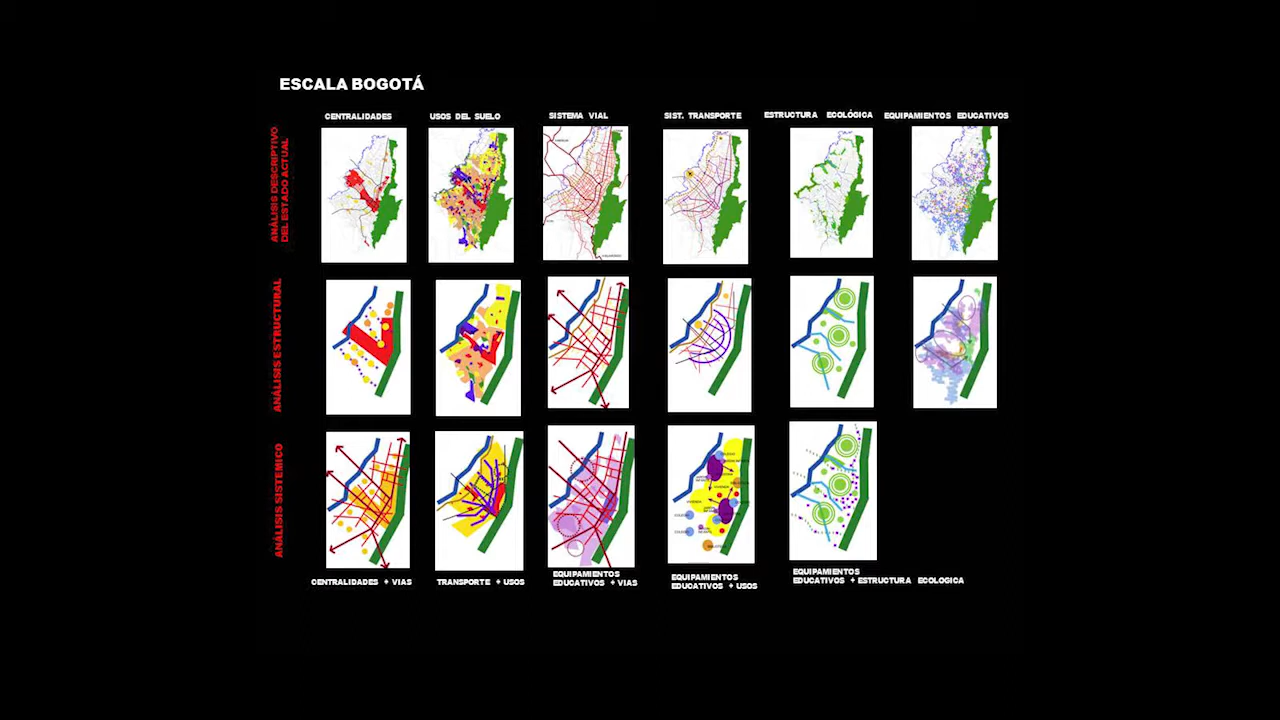 ESCALA BOGOTÁ
CENTRALIDADES
USOS DEL SUELO
SISTEMA VIAL
SIST. TRANSPORTE
ESTRUCTURA ECOLÓGICA
EQUIPAMIENTOS EDUCATIVOS
ANÁLISIS DESCRIPTIVO
DEL ESTADO ACTUAL
ANÁLISIS ESTRUCTURAL
ANÁLISIS SISTEMICO
CENTRALIDADES + VIAS
TRANSPORTE + USOS
EQUIPAMIENTOS
EDUCATIVOS + VIAS
EQUIPAMIENTOS
EDUCATIVOS + USOS
EQUIPAMIENTOS
EDUCATIVOS + ESTRUCTURA ECOLOGICA